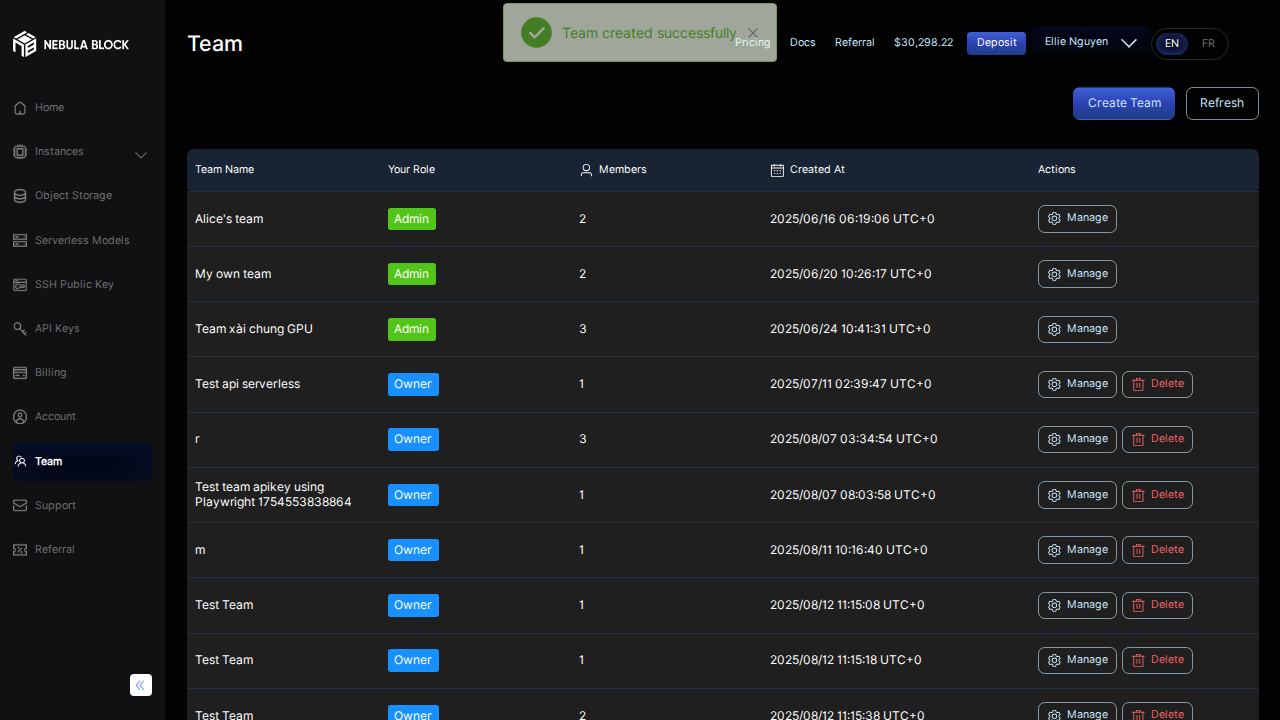 NEBULA BLOCK
Home
Instances
Object Storage
Serverless Models
SSH Public Key
API Keys
Billing
Account
Team
Support
Referral
Team
Team created successfully
Pricing
Docs
Referral
$30,298.22
Deposit
Ellie Nguyen
EN
FR
Create Team
Refresh
Team Name Your Role Members Created At Actions
Alice's team Admin 2 2025/06/16 06:19:06 UTC+0 Manage
My own team Admin 2 2025/06/20 10:26:17 UTC+0 Manage
Team xài chung GPU Admin 3 2025/06/24 10:41:31 UTC+0 Manage
Test api serverless Owner 1 2025/07/11 02:39:47 UTC+0 Manage Delete
r Owner 3 2025/08/07 03:34:54 UTC+0 Manage Delete
Test team apikey using
Playwright 1754553838864 Owner 1 2025/08/07 08:03:58 UTC+0 Manage Delete
m Owner 1 2025/08/11 10:16:40 UTC+0 Manage Delete
Test Team Owner 1 2025/08/12 11:15:08 UTC+0 Manage Delete
Test Team Owner 1 2025/08/12 11:15:18 UTC+0 Manage Delete
Test Team Owner 2 2025/08/12 11:15:38 UTC+0 Manage Delete